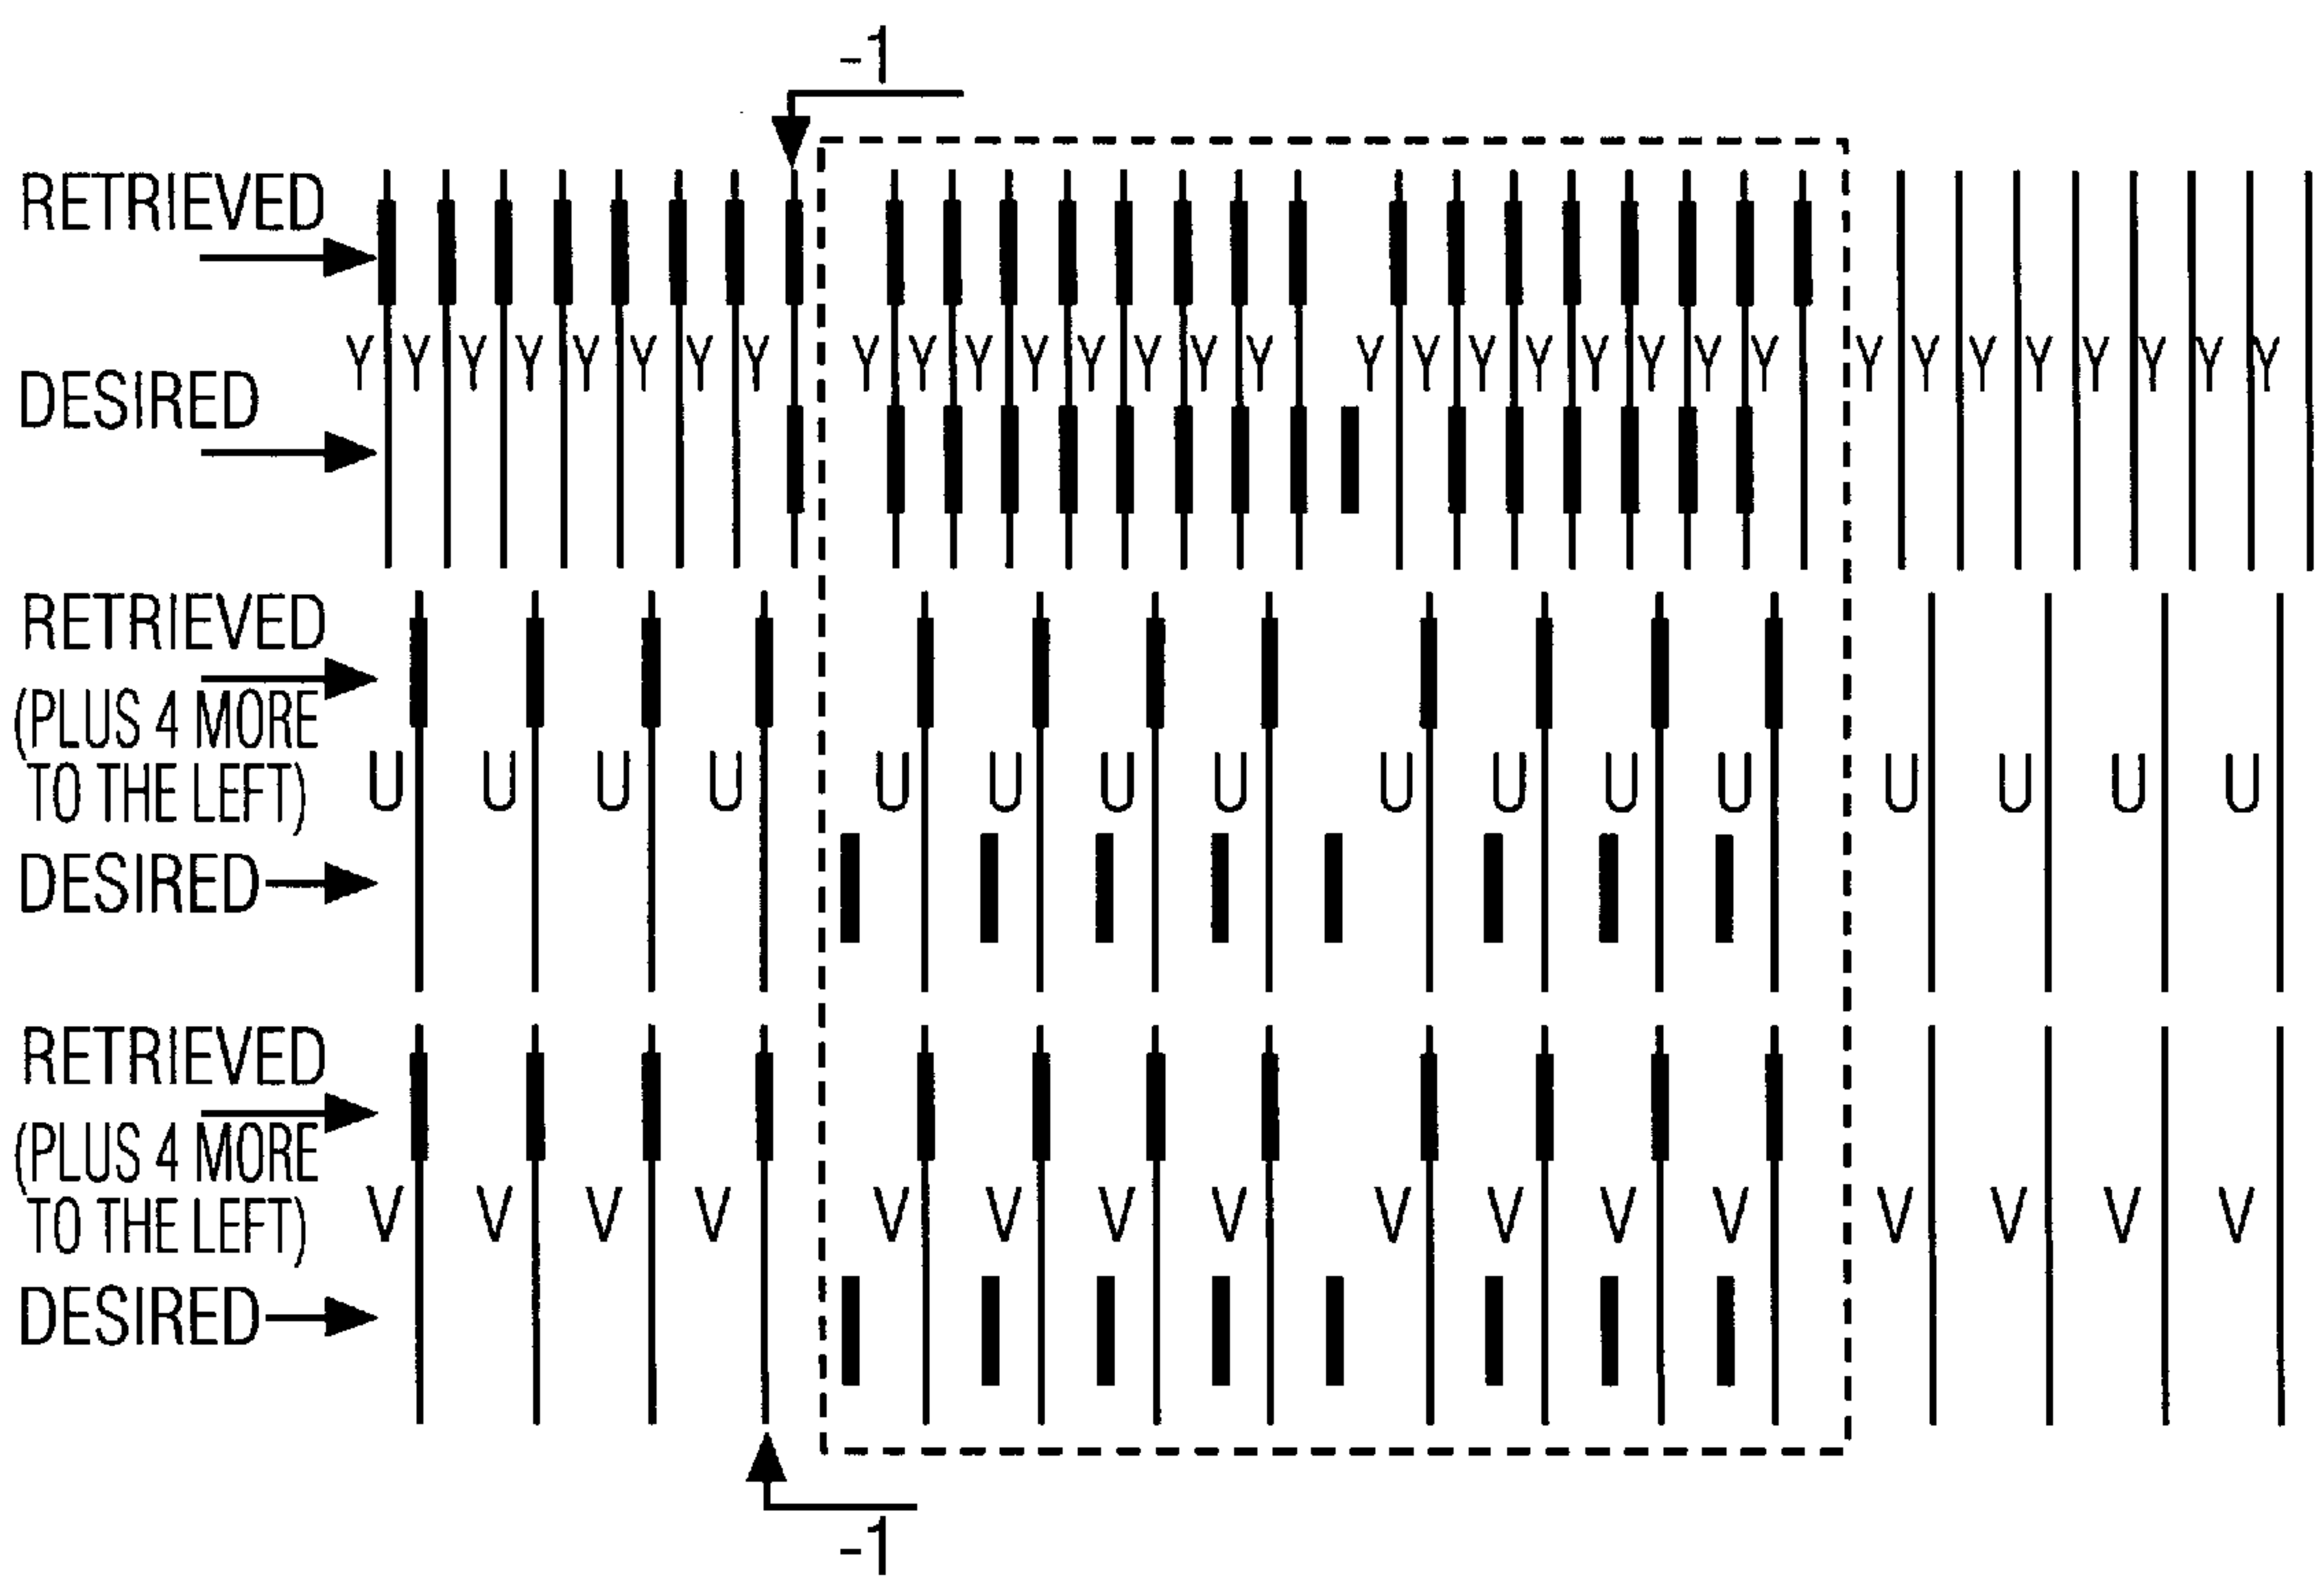 -1
RETRIEVED
Y Y Y Y Y Y Y Y Y Y Y Y Y Y Y Y Y Y Y Y Y Y Y Y Y Y Y Y Y Y Y Y
DESIRED
RETRIEVED
(PLUS 4 MORE
TO THE LEFT)
U U U U U U U U U U U U U U U U
DESIRED
RETRIEVED
(PLUS 4 MORE
TO THE LEFT)
V V V V V V V V V V V V V V V V
DESIRED
-1